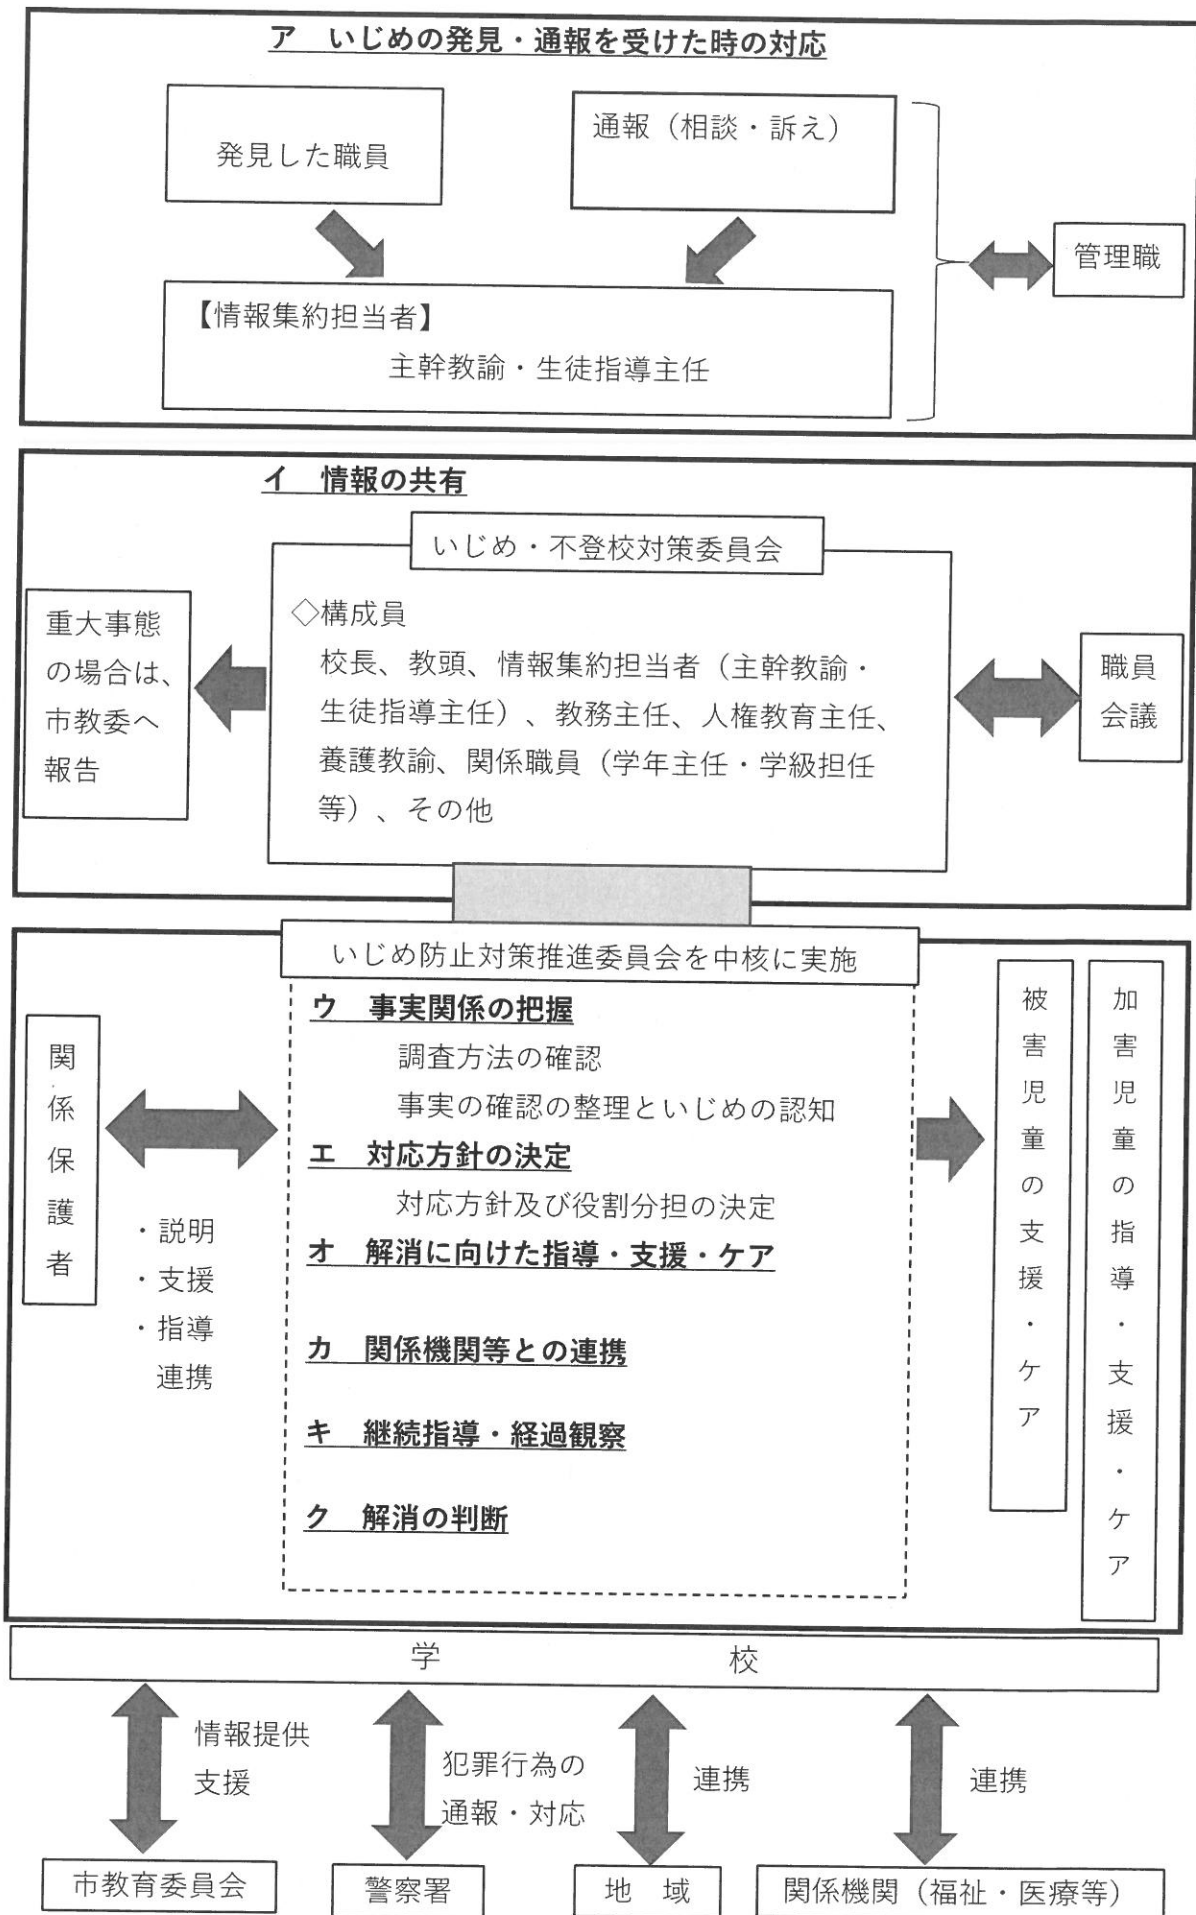 ア　いじめの発見・通報を受けた時の対応
発見した職員
通報（相談・訴え）
管理職
【情報集約担当者】
主幹教諭・生徒指導主任
イ　情報の共有
いじめ・不登校対策委員会
重大事態
の場合は、
市教委へ
報告
◇構成員
校長、教頭、情報集約担当者（主幹教諭・
生徒指導主任）、教務主任、人権教育主任、
養護教諭、関係職員（学年主任・学級担任
等）、その他
職員
会議
いじめ防止対策推進委員会を中核に実施
関係保護者
・説明
・支援
・指導
連携
ウ　事実関係の把握
調査方法の確認
事実の確認の整理といじめの認知
エ　対応方針の決定
対応方針及び役割分担の決定
オ　解消に向けた指導・支援・ケア
カ　関係機関等との連携
キ　継続指導・経過観察
ク　解消の判断
被害児童の支援・ケア
加害児童の指導・支援・ケア
学　校
情報提供
支援
犯罪行為の
通報・対応
連携
連携
市教育委員会
警察署
地　域
関係機関（福祉・医療等）